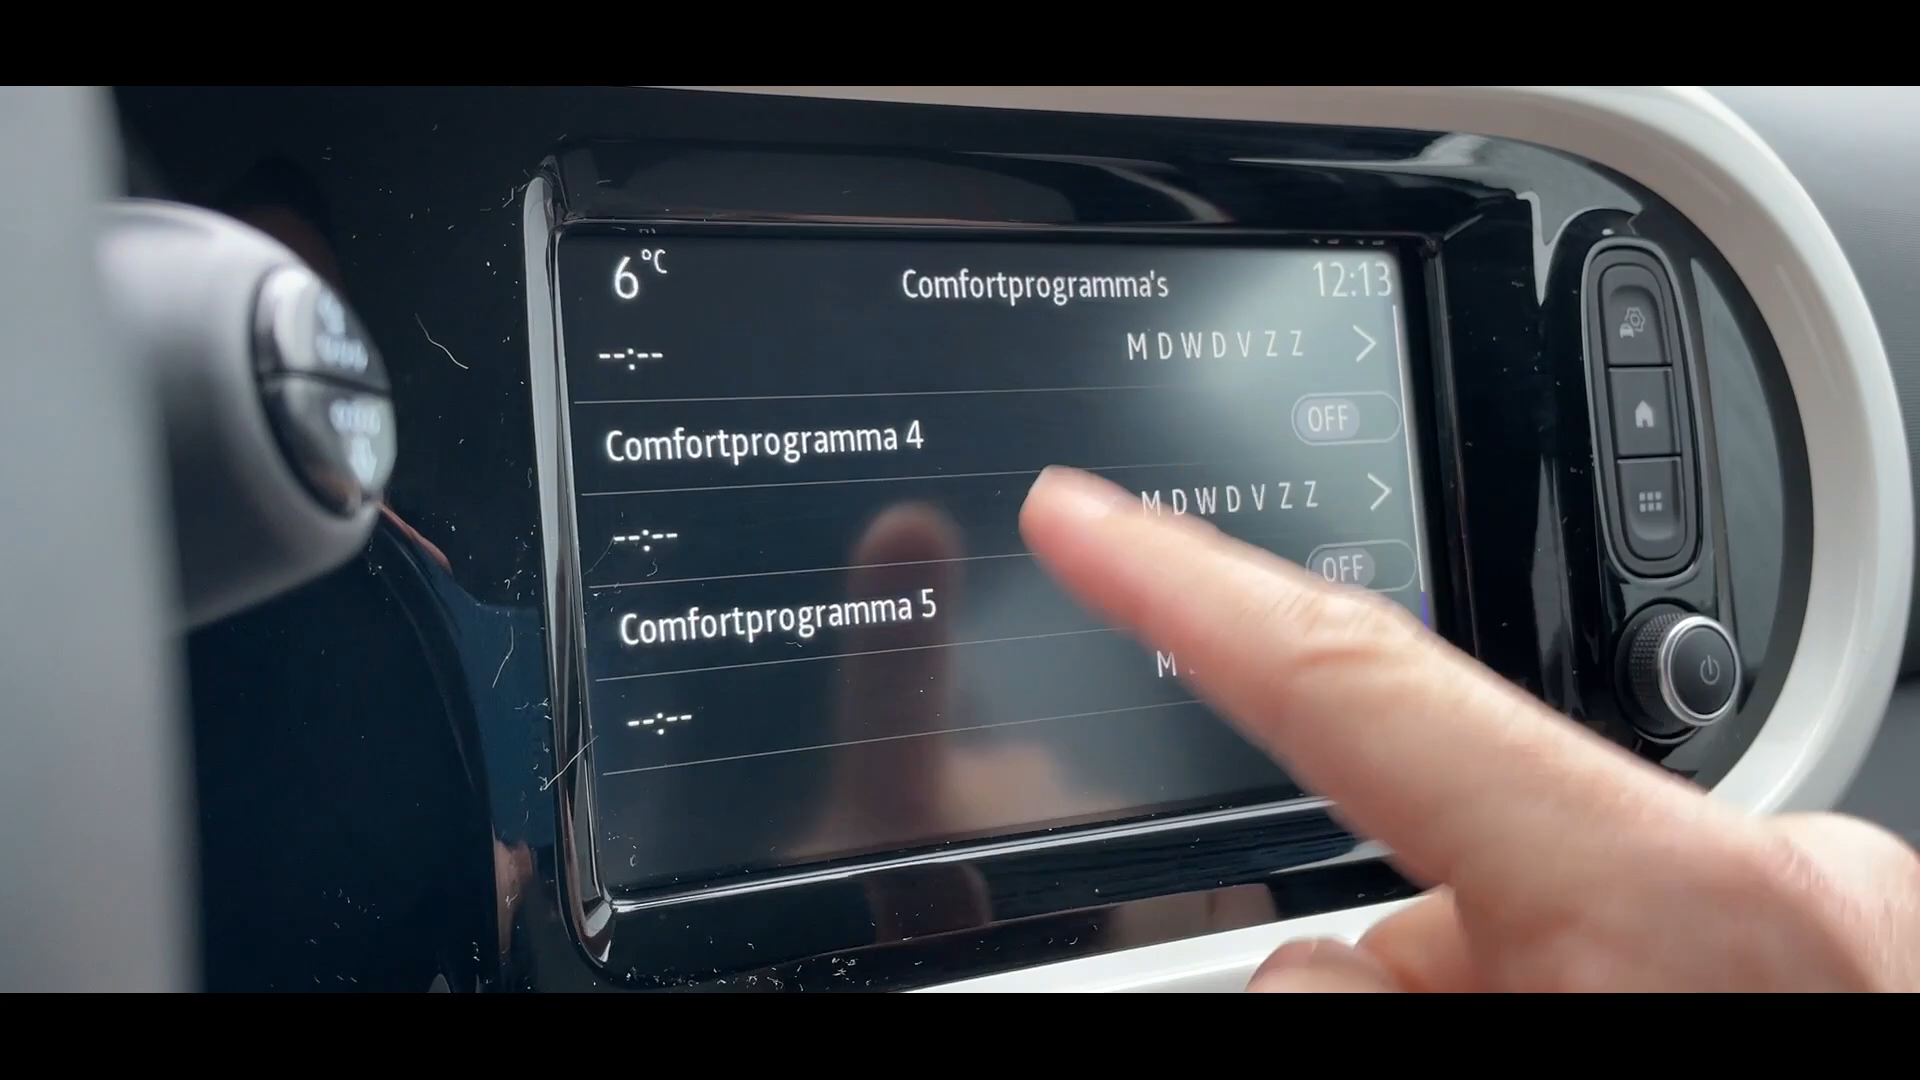 6°C Comfortprogramma's 12:13
--:-- M D W D V Z Z
Comfortprogramma 4 OFF
--:-- M D W D V Z Z
Comfortprogramma 5 OFF
--:-- M